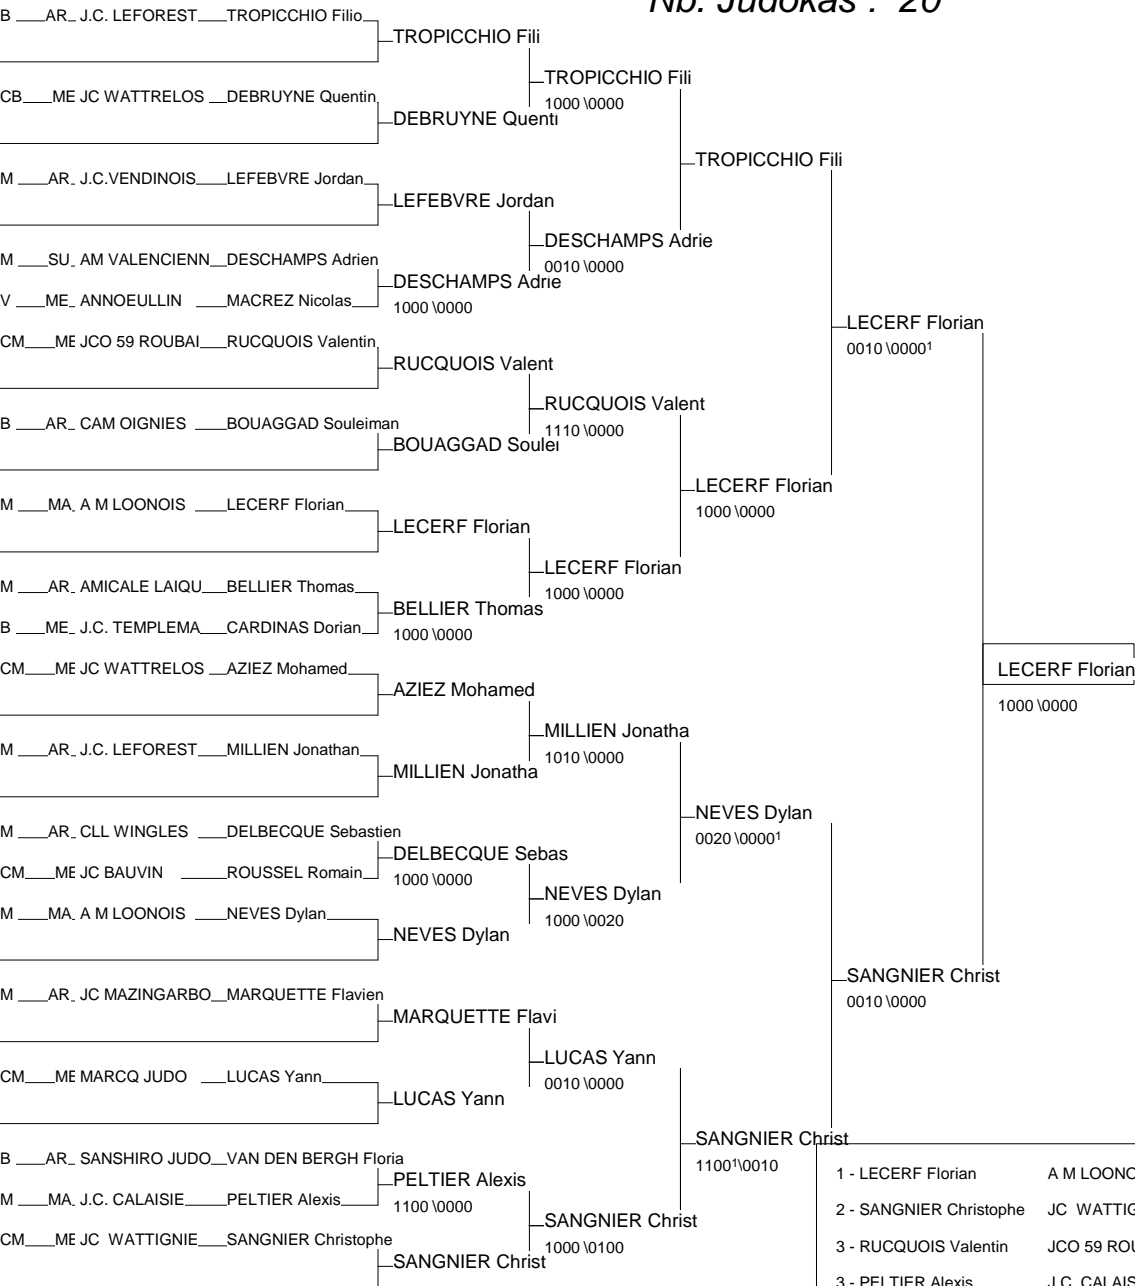 Nb. Judokas : 20
B AR J.C. LEFOREST TROPICCHIO Filio
TROPICCHIO Fili
TROPICCHIO Fili
1000 \0000
CB ME JC WATTRELOS DEBRUYNE Quentin
DEBRUYNE Quenti
TROPICCHIO Fili
M AR J.C.VENDINOIS LEFEBVRE Jordan
LEFEBVRE Jordan
DESCHAMPS Adrie
0010 \0000
M SU AM VALENCIENN DESCHAMPS Adrien
DESCHAMPS Adrie
1000 \0000
V ME ANNOEULLIN MACREZ Nicolas
LECERF Florian
0010 \0000¹
CM ME JCO 59 ROUBAI RUCQUOIS Valentin
RUCQUOIS Valent
RUCQUOIS Valent
1110 \0000
B AR CAM OIGNIES BOUAGGAD Souleiman
BOUAGGAD Soulei
LECERF Florian
1000 \0000
M MA A M LOONOIS LECERF Florian
LECERF Florian
LECERF Florian
1000 \0000
M AR AMICALE LAIQU BELLIER Thomas
BELLIER Thomas
1000 \0000
B ME J.C. TEMPLEMA CARDINAS Dorian
LECERF Florian
1000 \0000
CM ME JC WATTRELOS AZIEZ Mohamed
AZIEZ Mohamed
MILLIEN Jonatha
1010 \0000
M AR J.C. LEFOREST MILLIEN Jonathan
MILLIEN Jonatha
NEVES Dylan
0020 \0000¹
M AR CLL WINGLES DELBECQUE Sebastien
DELBECQUE Sebas
1000 \0000
CM ME JC BAUVIN ROUSSEL Romain
NEVES Dylan
1000 \0020
M MA A M LOONOIS NEVES Dylan
NEVES Dylan
SANGNIER Christ
0010 \0000
M AR JC MAZINGARBO MARQUETTE Flavien
MARQUETTE Flavi
LUCAS Yann
0010 \0000
CM ME MARCQ JUDO LUCAS Yann
LUCAS Yann
SANGNIER Christ
1100¹\0010
B AR SANSHIRO JUDO VAN DEN BERGH Floria
PELTIER Alexis
1100 \0000
M MA J.C. CALAISIE PELTIER Alexis
SANGNIER Christ
1000 \0100
CM ME JC WATTIGNIE SANGNIER Christophe
SANGNIER Christ
1 - LECERF Florian A M LOONO
2 - SANGNIER Christophe JC WATTIG
3 - RUCQUOIS Valentin JCO 59 ROU
3 - PELTIER Alexis J.C. CALAIS